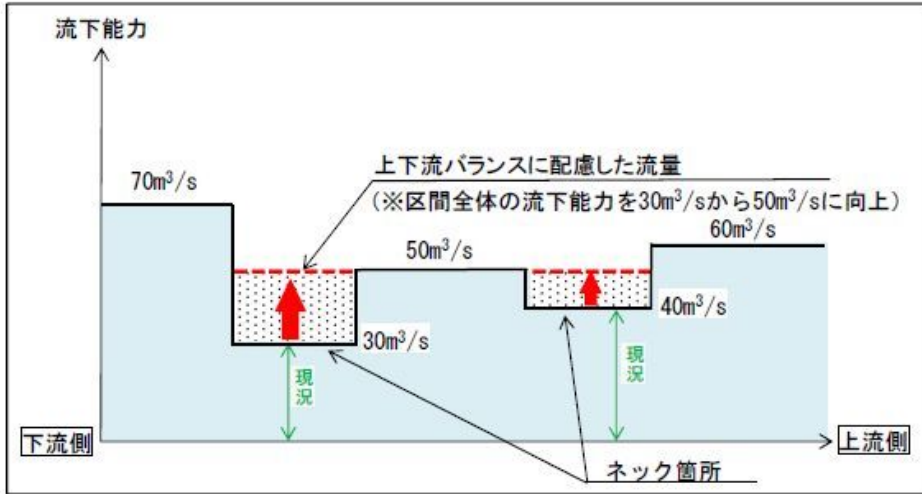 流下能力
上下流バランスに配慮した流量
70m³/s
（※区間全体の流下能力を30m³/sから50m³/sに向上）
60m³/s
50m³/s
40m³/s
30m³/s
現況
現況
下流側
上流側
ネック箇所